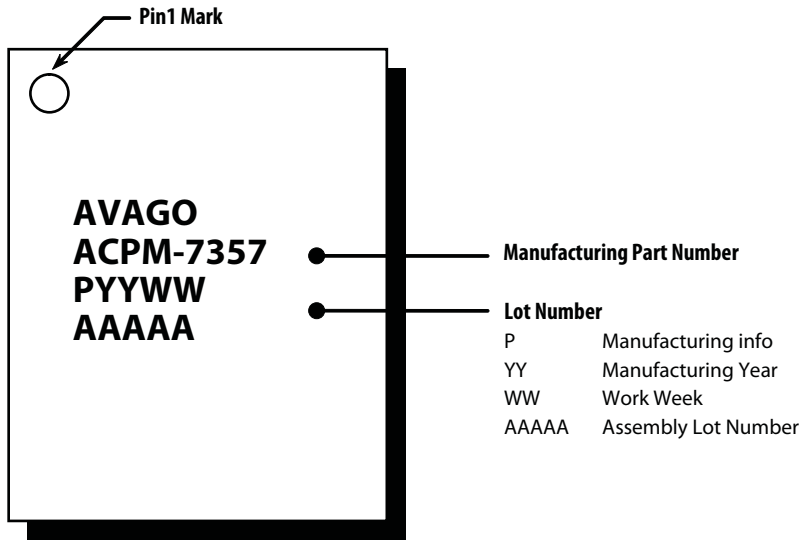 Pin1 Mark
AVAGO
ACPM-7357
PYYWW
AAAAA
Manufacturing Part Number
Lot Number
P Manufacturing info
YY Manufacturing Year
WW Work Week
AAAAA Assembly Lot Number